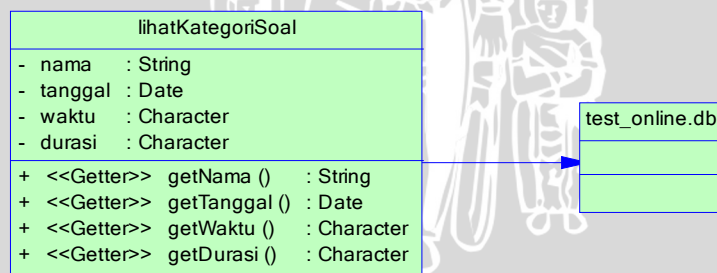 lihatKategoriSoal
- nama : String
- tanggal : Date
- waktu : Character
- durasi : Character
+ <<Getter>> getNama () : String
+ <<Getter>> getTanggal () : Date
+ <<Getter>> getWaktu () : Character
+ <<Getter>> getDurasi () : Character
test_online.db